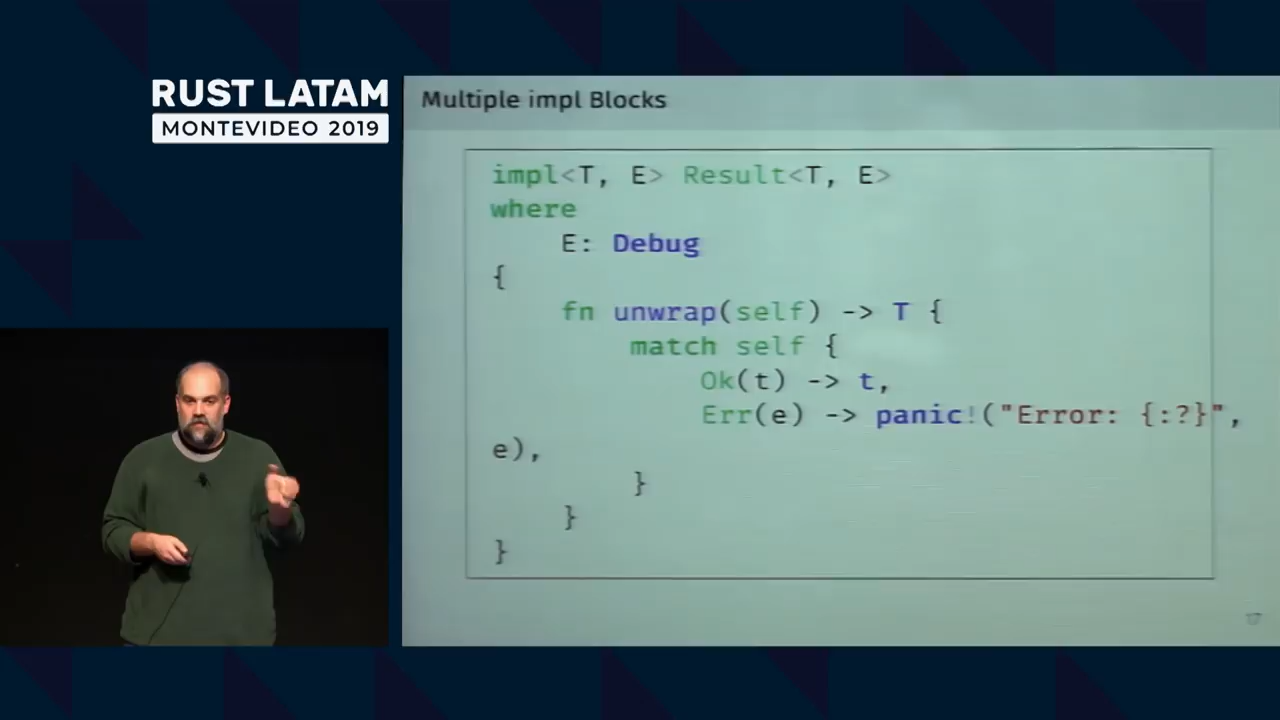 RUST LATAM
MONTEVIDEO 2019
Multiple impl Blocks
impl<T, E> Result<T, E>
where
    E: Debug
{
    fn unwrap(self) -> T {
        match self {
            Ok(t) -> t,
            Err(e) -> panic!("Error: {:?}",
e),
        }
    }
}
17